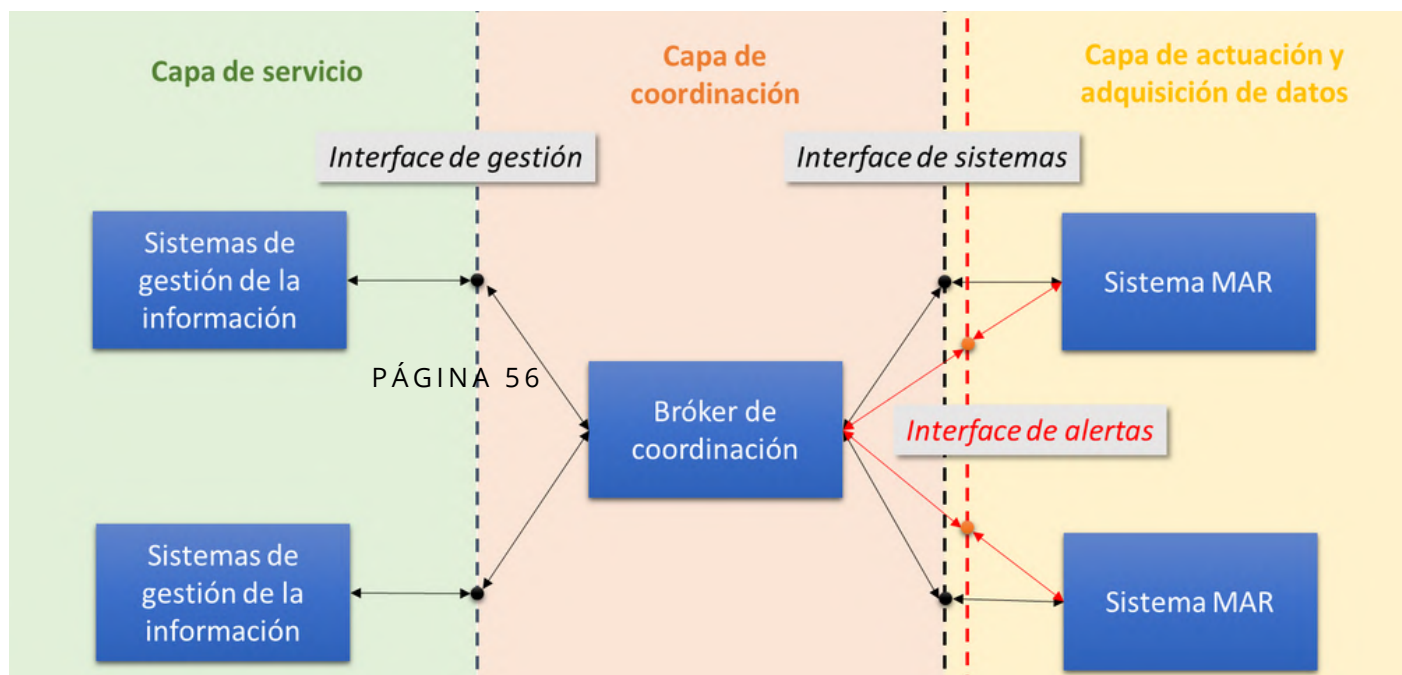 Capa de servicio
Capa de
coordinación
Capa de actuación y
adquisición de datos
Interface de gestión
Interface de sistemas
Sistemas de
gestión de la
información
Sistema MAR
PÁGINA 56
Bróker de
coordinación
Interface de alertas
Sistemas de
gestión de la
información
Sistema MAR